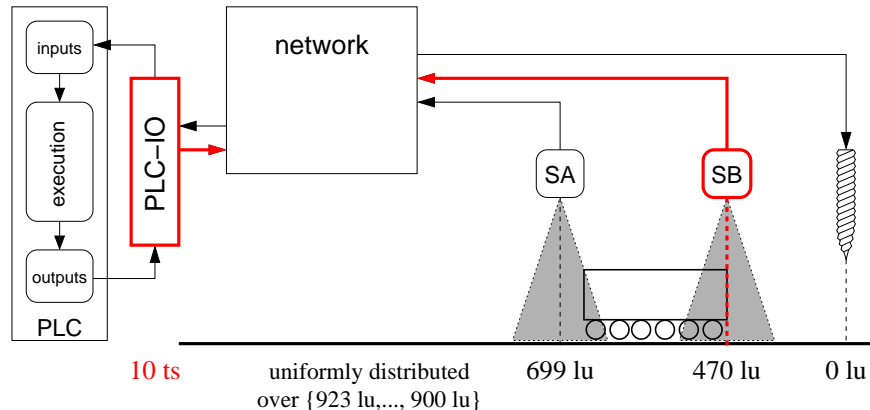 inputs
execution
outputs
PLC
PLC–IO
network
SA
SB
10 ts
uniformly distributed
over {923 lu,..., 900 lu}
699 lu
470 lu
0 lu